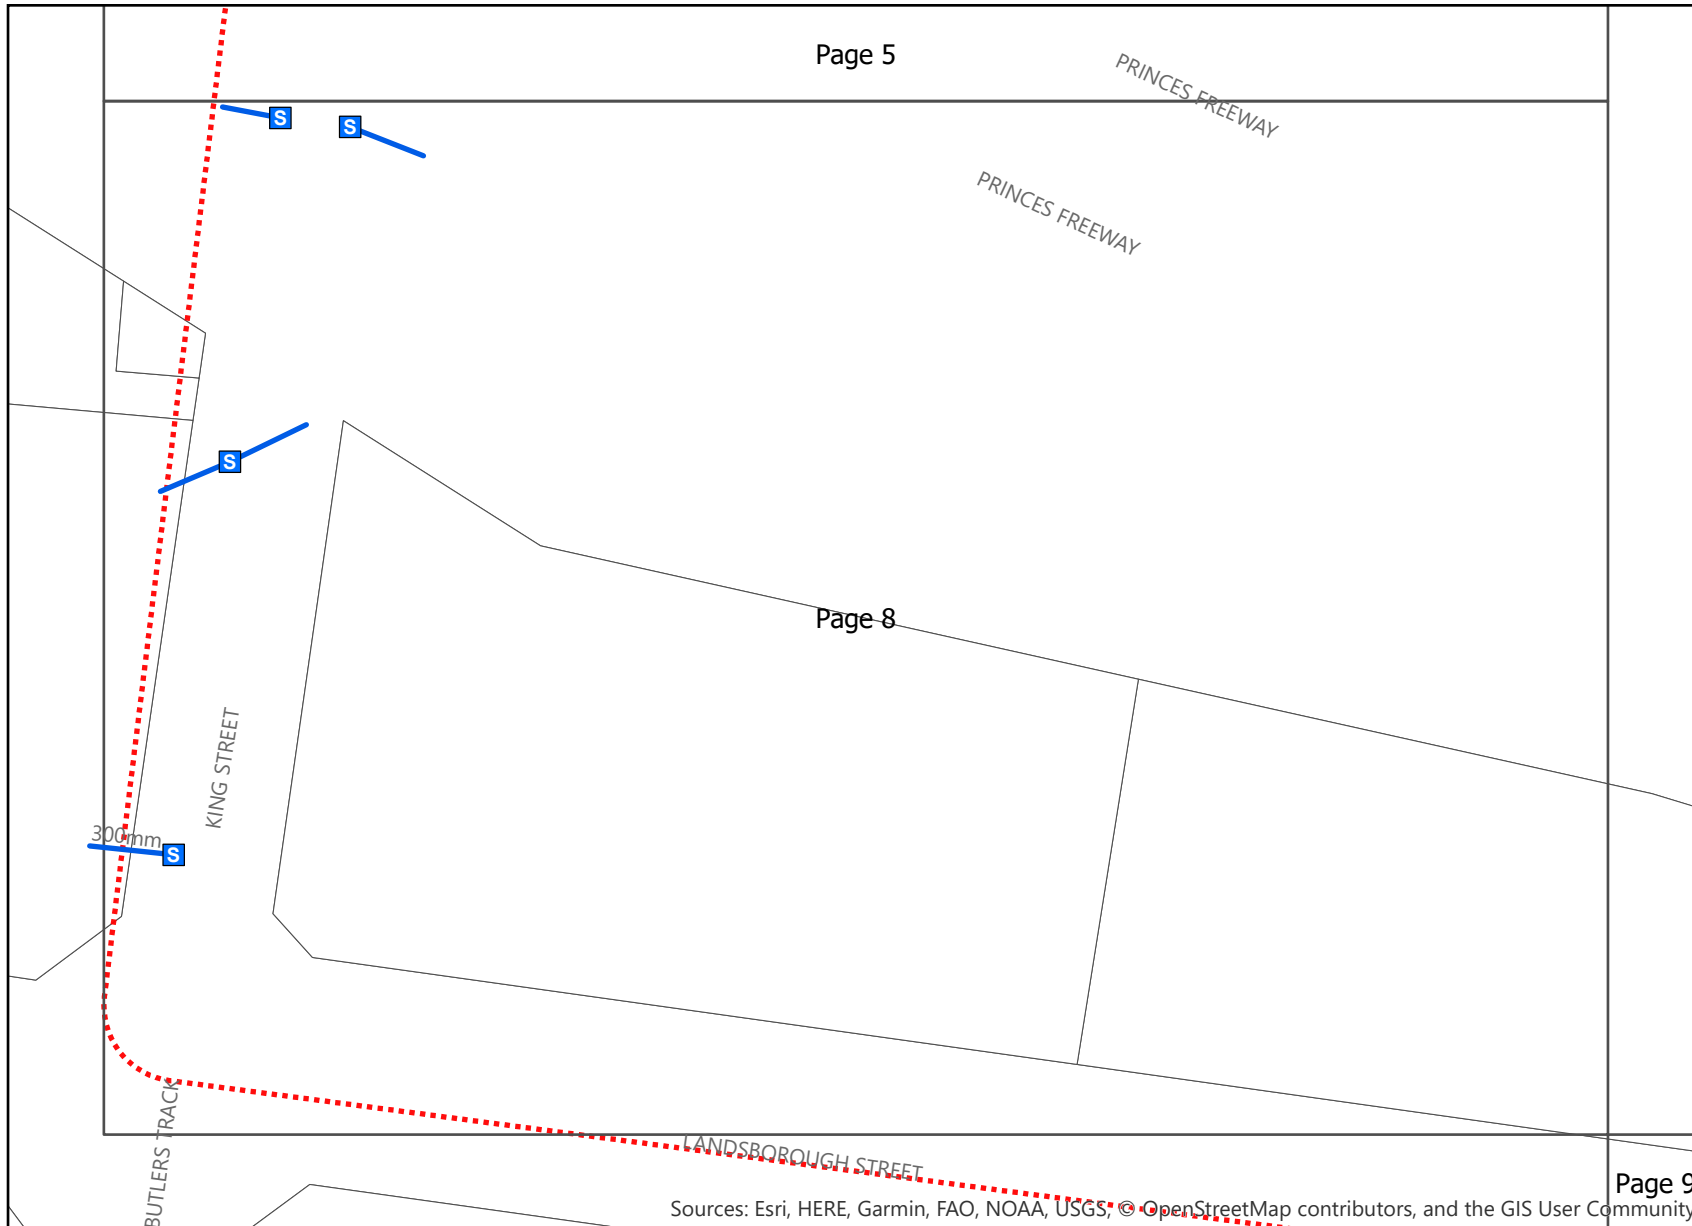 Page 5
PRINCES FREEWAY
S
S
PRINCES FREEWAY
S
Page 8
KING STREET
300mm
S
BUTLERS TRACK
LANDSBOROUGH STREET
Page 9
Sources: Esri, HERE, Garmin, FAO, NOAA, USGS, © OpenStreetMap contributors, and the GIS User Community